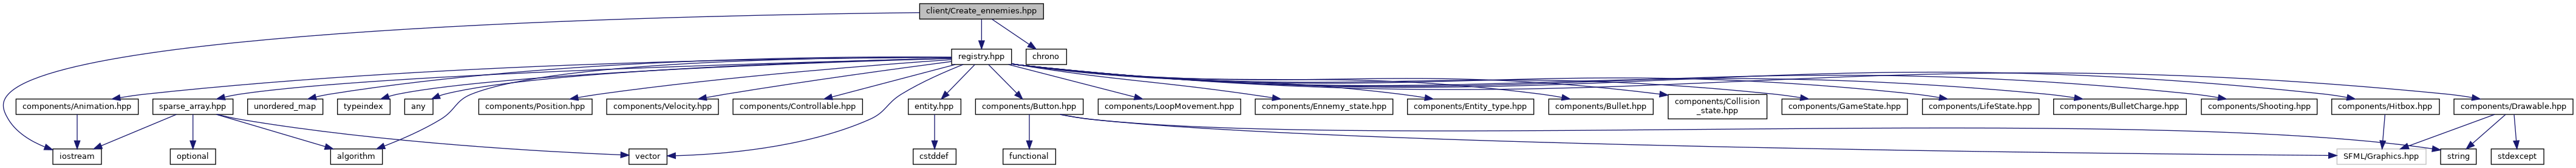 client/Create_ennemies.hpp
registry.hpp
chrono
components/Animation.hpp
sparse_array.hpp
unordered_map
typeindex
any
components/Position.hpp
components/Velocity.hpp
components/Controllable.hpp
entity.hpp
components/Button.hpp
components/LoopMovement.hpp
components/Ennemy_state.hpp
components/Entity_type.hpp
components/Bullet.hpp
components/Collision
_state.hpp
components/GameState.hpp
components/LifeState.hpp
components/BulletCharge.hpp
components/Shooting.hpp
components/Hitbox.hpp
components/Drawable.hpp
iostream
optional
algorithm
vector
cstddef
functional
SFML/Graphics.hpp
string
stdexcept